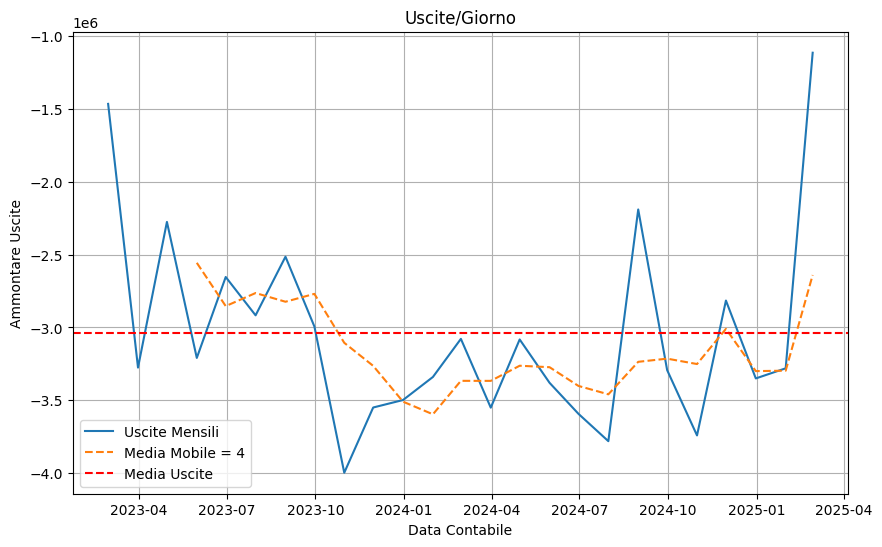 Uscite/Giorno
1e6
−1.0
−1.5
−2.0
−2.5
−3.0
−3.5
−4.0
Ammontare Uscite
Uscite Mensili
Media Mobile = 4
Media Uscite
2023-04 2023-07 2023-10 2024-01 2024-04 2024-07 2024-10 2025-01 2025-04
Data Contabile